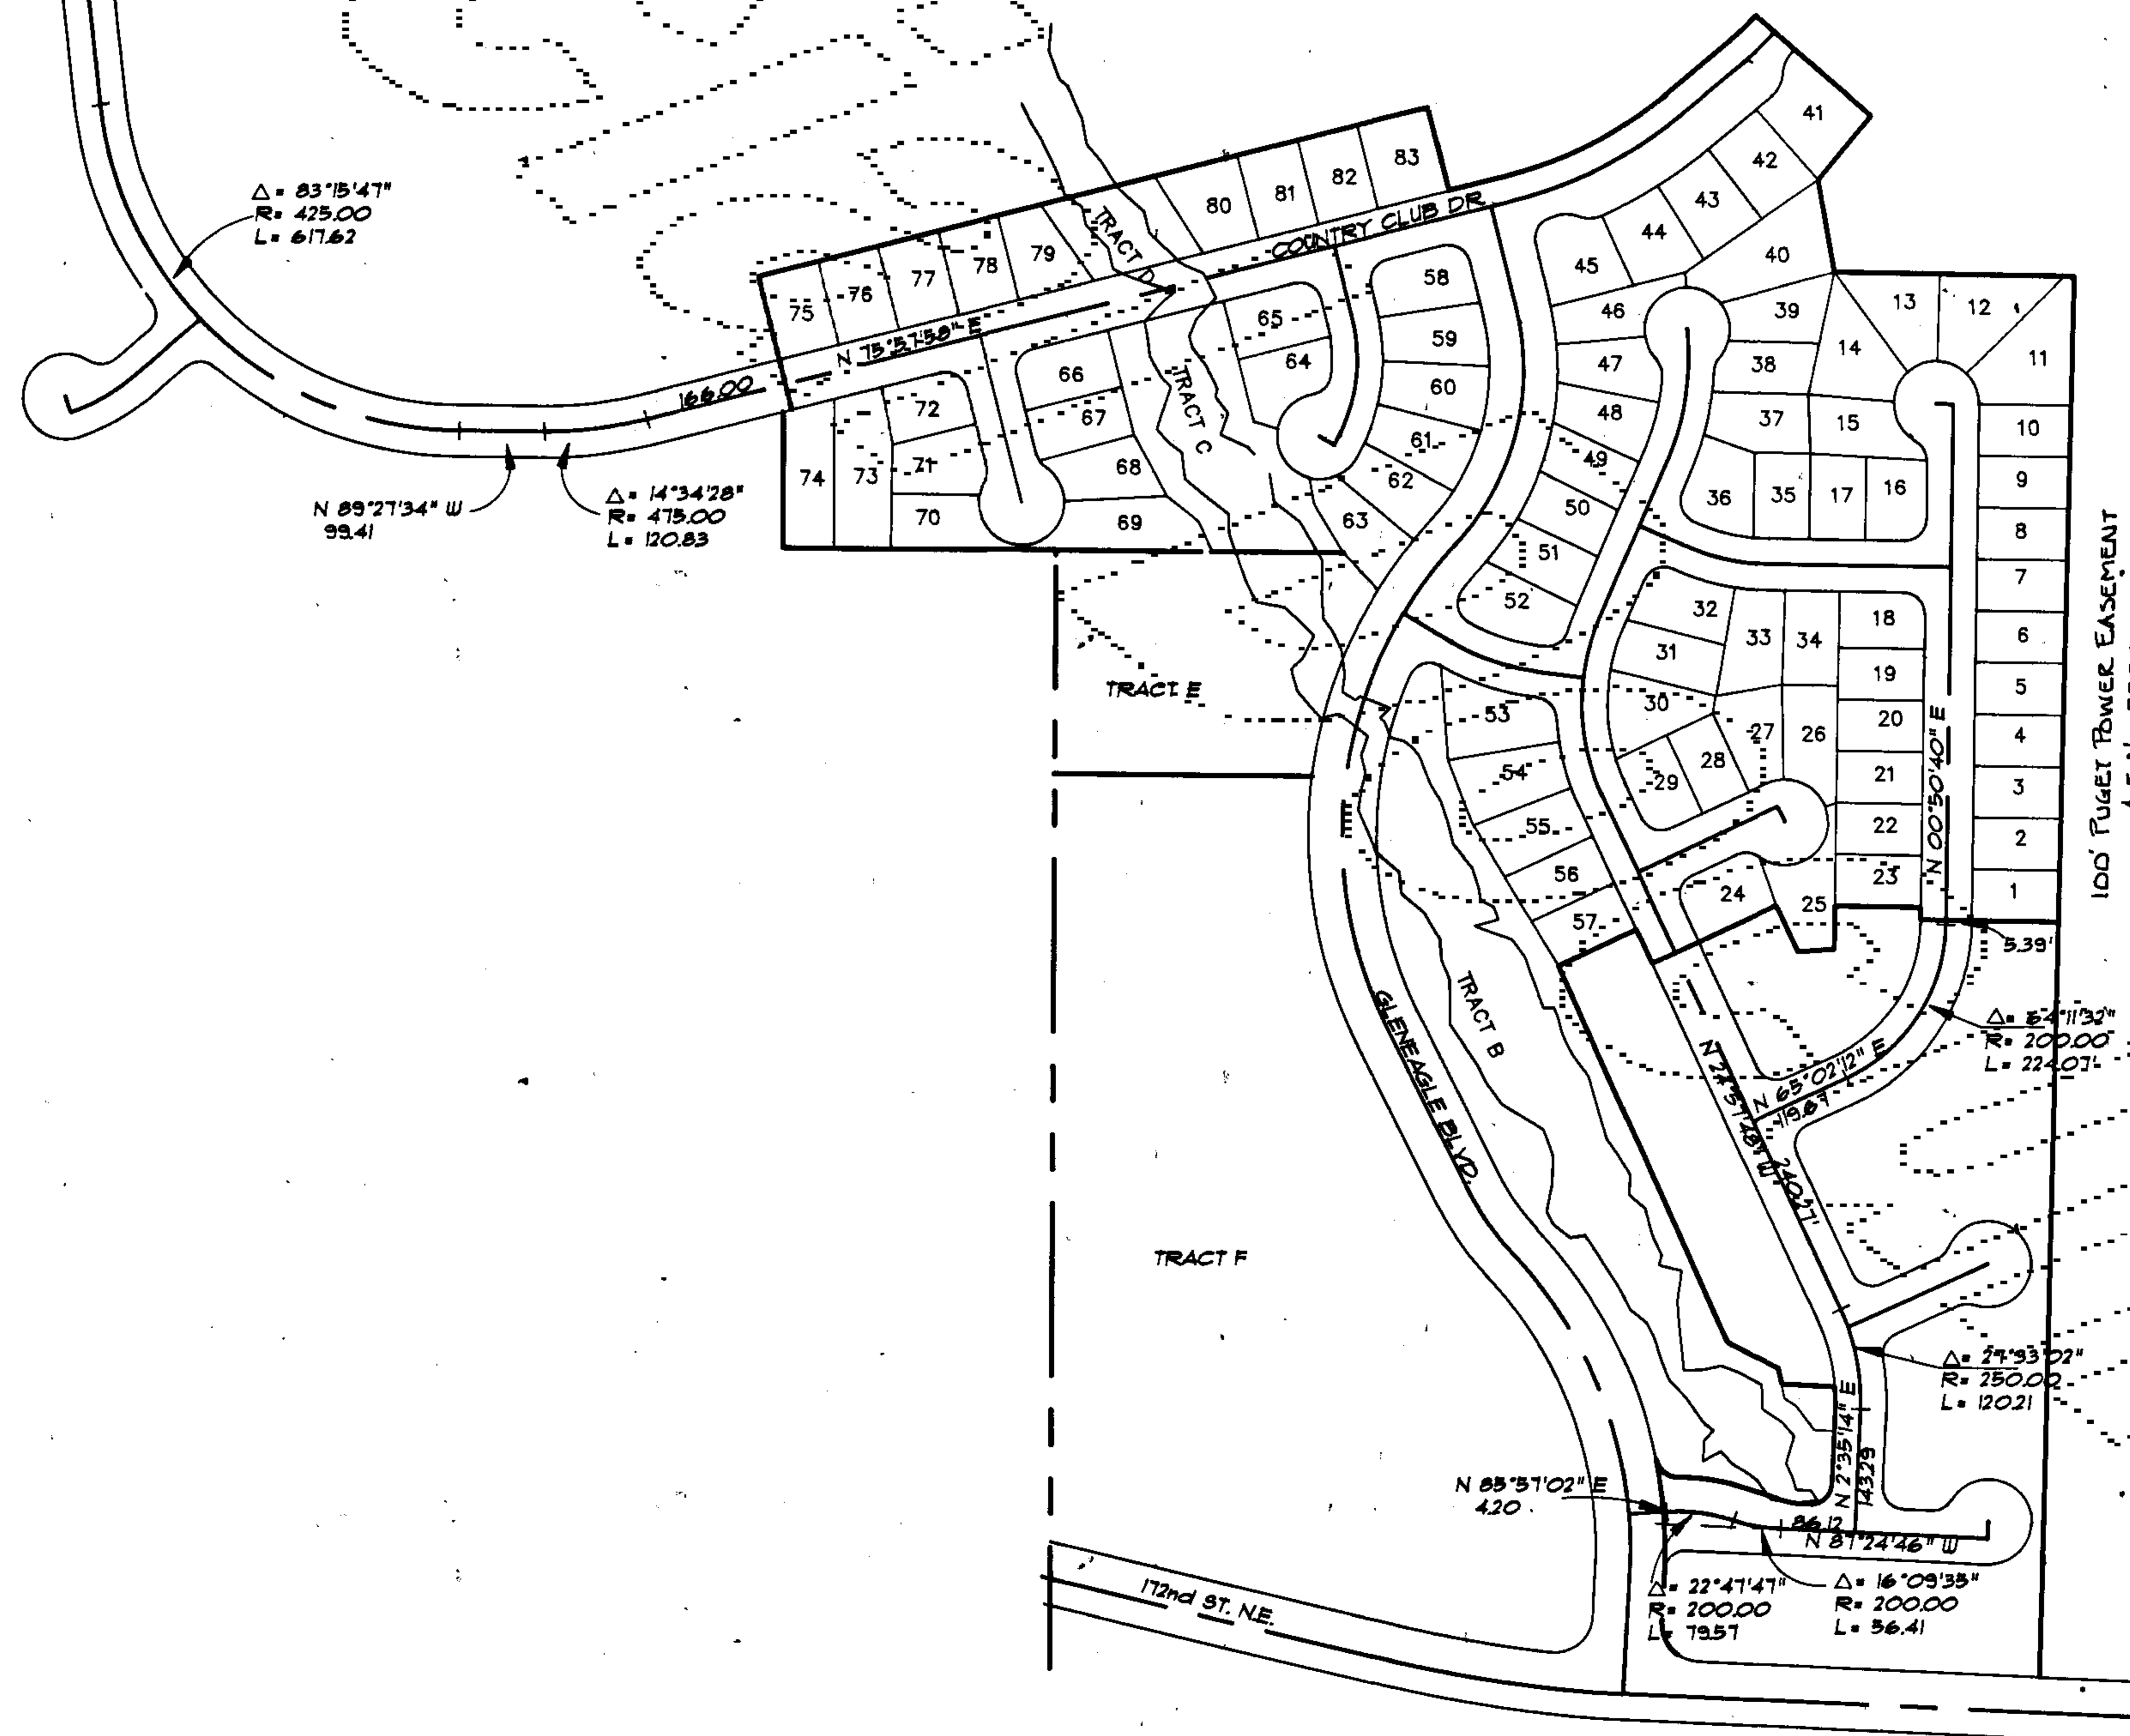 Δ= 83°15'47"
R= 425.00
L= 617.62
N 89°27'34" W
99.41
Δ= 14°34'28"
R= 475.00
L= 120.83
166.00
N 75°57'58" E
COUNTRY CLUB DR
TRACT D
TRACT C
TRACT E
TRACT B
TRACT F
GLENEAGLE BLVD.
172nd ST. N.E.
100' PUGET POWER EASEMENT
75
76
77
78
79
80
81
82
83
41
42
43
44
45
40
46
39
47
38
48
37
49
36
35
17
16
50
51
52
13
12
11
14
15
10
9
8
7
6
5
4
3
2
1
58
59
60
61
62
63
65
64
66
67
68
69
72
71
70
74
73
32
33
34
18
31
19
30
20
27
26
29
28
21
22
23
24
25
53
54
55
56
57
N 00°50'40" E
5.39'
R= 200.00
L= 224.07'
N 65°02'12" E
119.87
N 24°57'48" W
240.27'
R= 250.00
L= 120.21
N 2°35'14" E
143.29
N 85°57'02" E
4.20
86.12
N 87°24'46" W
Δ= 22°47'47"
R= 200.00
L= 79.57
Δ= 16°09'35"
R= 200.00
L= 56.41